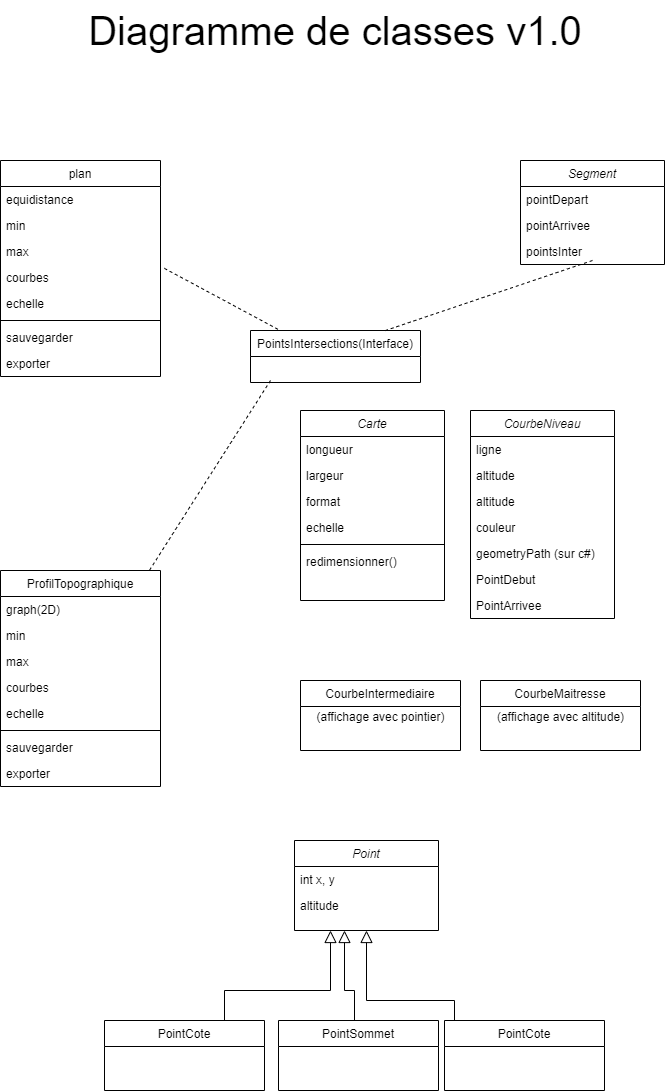 Diagramme de classes v1.0
plan
equidistance
min
max
courbes
echelle
sauvegarder
exporter
Segment
pointDepart
pointArrivee
pointsInter
PointsIntersections(Interface)
Carte
longueur
largeur
format
echelle
redimensionner()
CourbeNiveau
ligne
altitude
altitude
couleur
geometryPath (sur c#)
PointDebut
PointArrivee
ProfilTopographique
graph(2D)
min
max
courbes
echelle
sauvegarder
exporter
CourbeIntermediaire
(affichage avec pointier)
CourbeMaitresse
(affichage avec altitude)
Point
int x, y
altitude
PointCote
PointSommet
PointCote